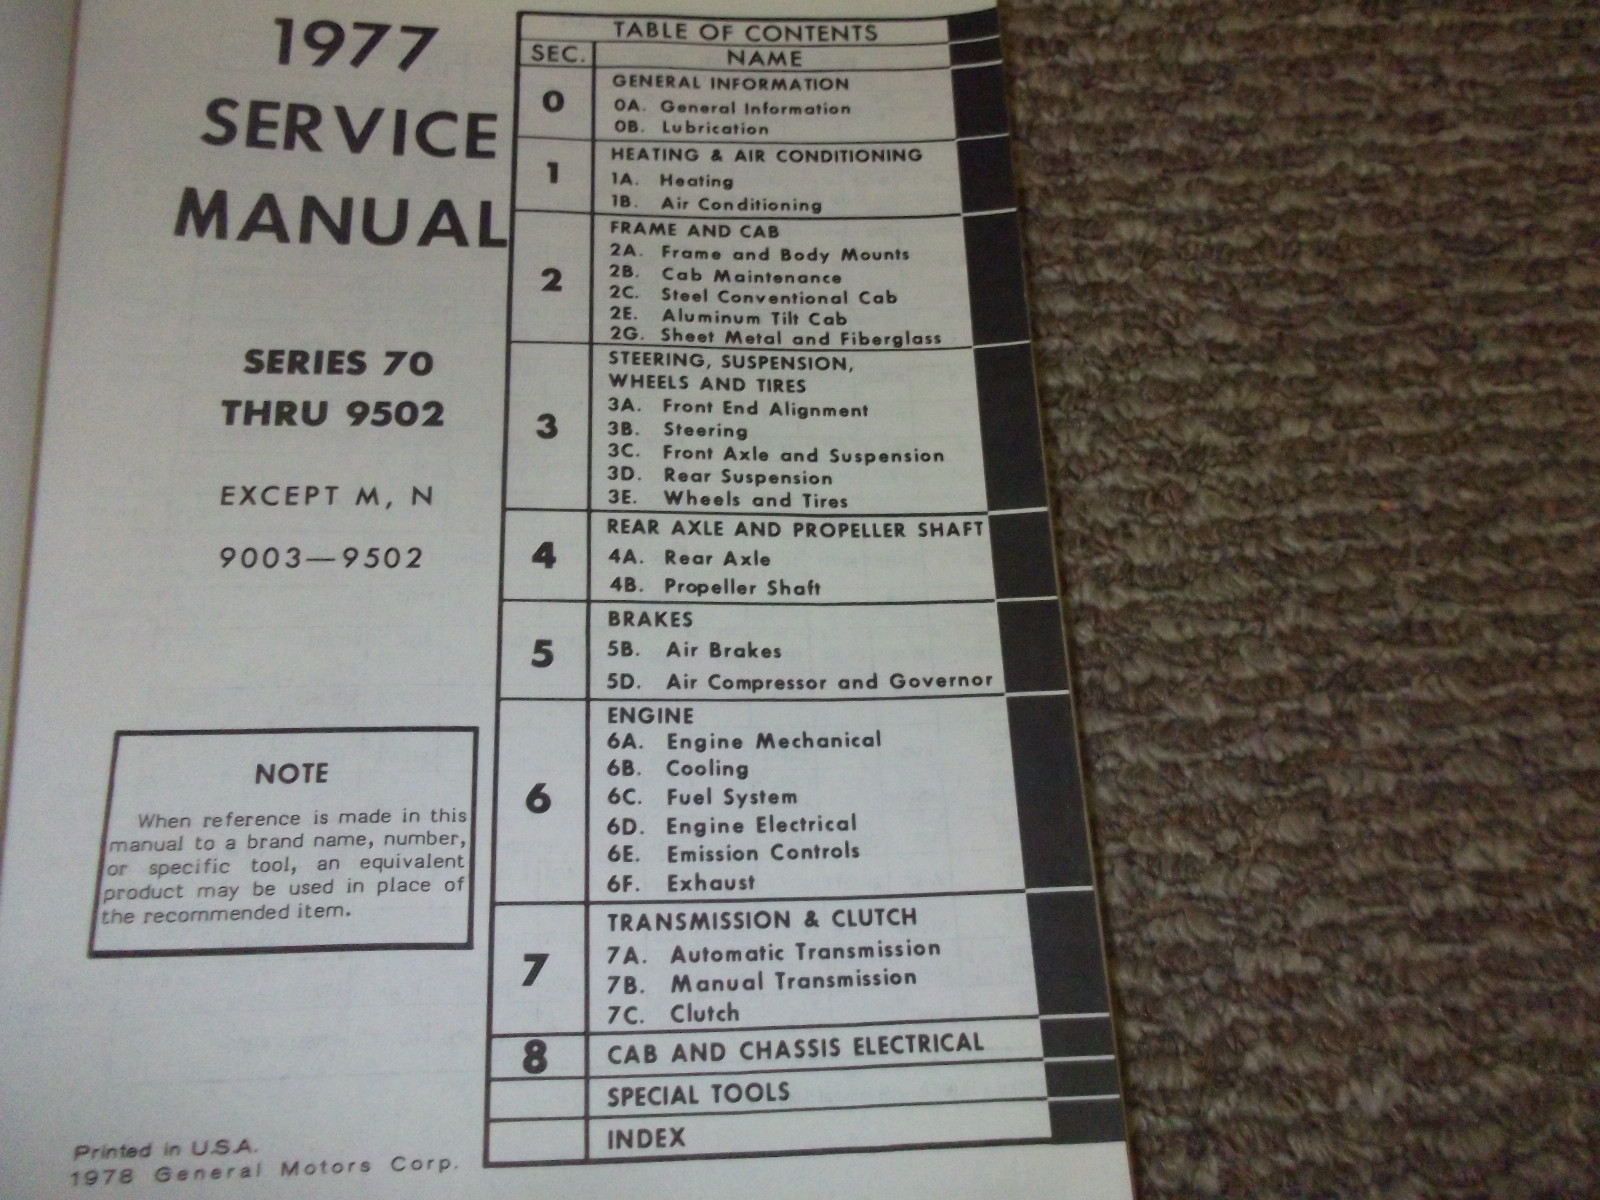 1977
SERVICE
MANUAL
SERIES 70
THRU 9502
EXCEPT M, N
9003—9502
NOTE
When reference is made in this
manual to a brand name, number,
or specific tool, an equivalent
product may be used in place of
the recommended item.
Printed in U.S.A.
1978 General Motors Corp.
TABLE OF CONTENTS
SEC. NAME
0 GENERAL INFORMATION
0A. General Information
0B. Lubrication
1 HEATING & AIR CONDITIONING
1A. Heating
1B. Air Conditioning
2 FRAME AND CAB
2A. Frame and Body Mounts
2B. Cab Maintenance
2C. Steel Conventional Cab
2E. Aluminum Tilt Cab
2G. Sheet Metal and Fiberglass
3 STEERING, SUSPENSION,
WHEELS AND TIRES
3A. Front End Alignment
3B. Steering
3C. Front Axle and Suspension
3D. Rear Suspension
3E. Wheels and Tires
4 REAR AXLE AND PROPELLER SHAFT
4A. Rear Axle
4B. Propeller Shaft
5 BRAKES
5B. Air Brakes
5D. Air Compressor and Governor
6 ENGINE
6A. Engine Mechanical
6B. Cooling
6C. Fuel System
6D. Engine Electrical
6E. Emission Controls
6F. Exhaust
7 TRANSMISSION & CLUTCH
7A. Automatic Transmission
7B. Manual Transmission
7C. Clutch
8 CAB AND CHASSIS ELECTRICAL
SPECIAL TOOLS
INDEX